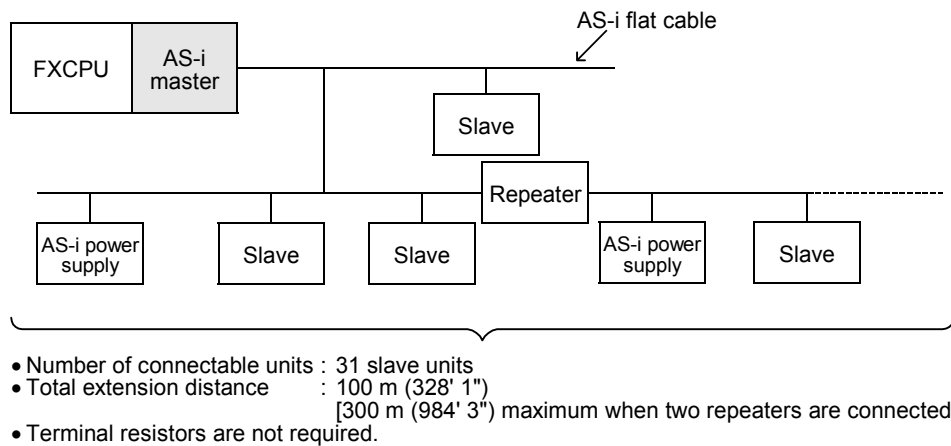 AS-i flat cable
FXCPU
AS-i
master
Slave
Repeater
AS-i power
supply
Slave
Slave
AS-i power
supply
Slave
• Number of connectable units : 31 slave units
• Total extension distance : 100 m (328' 1")
[300 m (984' 3") maximum when two repeaters are connected
• Terminal resistors are not required.